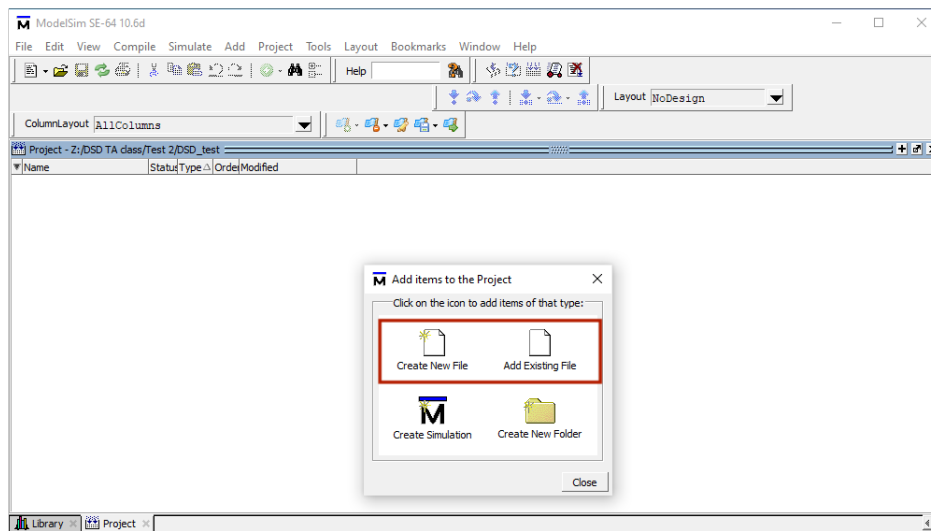 ModelSim SE-64 10.6d
File Edit View Compile Simulate Add Project Tools Layout Bookmarks Window Help
Help
Layout NoDesign
ColumnLayout AllColumns
Project - Z:/DSD TA class/Test 2/DSD_test
Name Status Type Order Modified
Add items to the Project
Click on the icon to add items of that type:
Create New File Add Existing File
Create Simulation Create New Folder
Close
Library Project